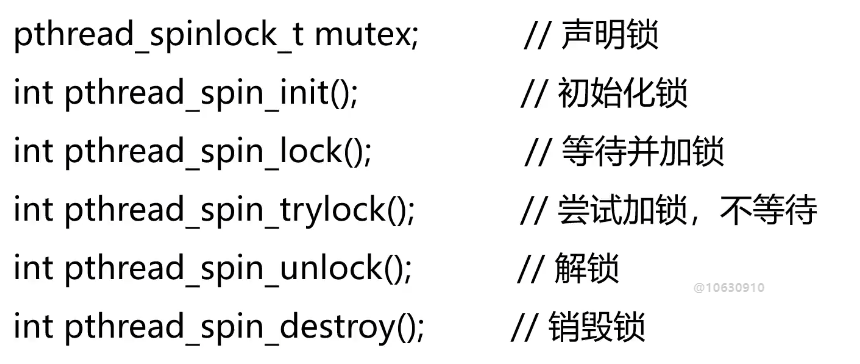 pthread_spinlock_t mutex; // 声明锁
int pthread_spin_init(); // 初始化锁
int pthread_spin_lock(); // 等待并加锁
int pthread_spin_trylock(); // 尝试加锁，不等待
int pthread_spin_unlock(); // 解锁
@10630910
int pthread_spin_destroy(); // 销毁锁